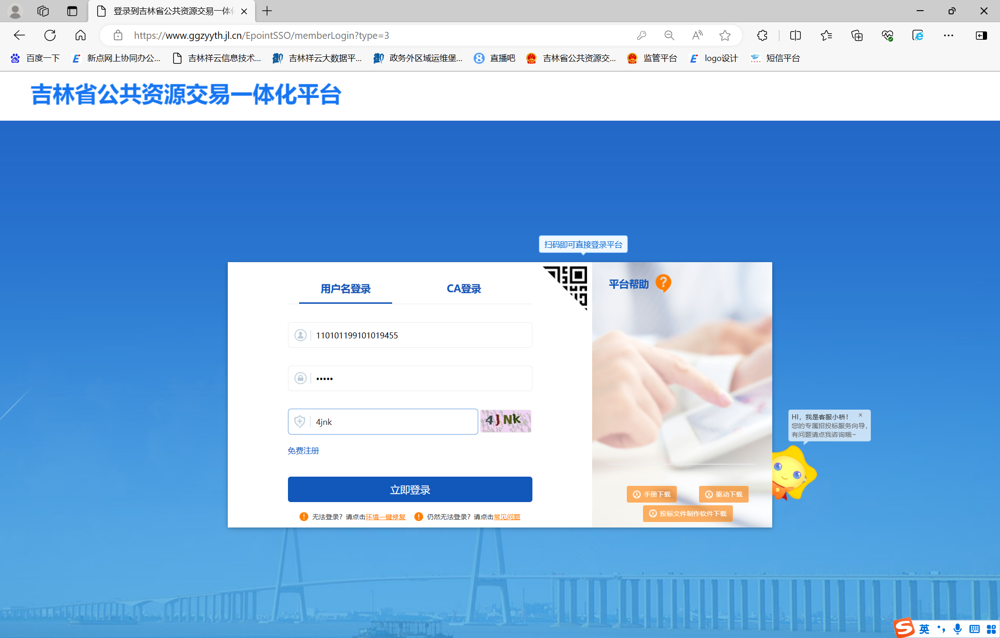 登录到吉林省公共资源交易一体
https://www.ggzyyth.jl.cn/EpointSSO/memberLogin?type=3
百度一下 新点网上协同办公... 吉林祥云信息技术... 吉林祥云大数据平... 政务外区域运维堡... 直播吧 吉林省公共资源交... 监管平台 logo设计 短信平台
吉林省公共资源交易一体化平台
扫码即可直接登录平台
用户名登录 CA登录
平台帮助 ?
110101199101019455
•••••
4jnk 4JNk
免费注册
立即登录
无法登录？请点击环境一键修复 仍然无法登录？请点击常见问题
手册下载 驱动下载
投标文件制作软件下载
HI，我是客服小桥！ ×
您的专属招投标服务向导，
有问题请点我咨询哦~
英